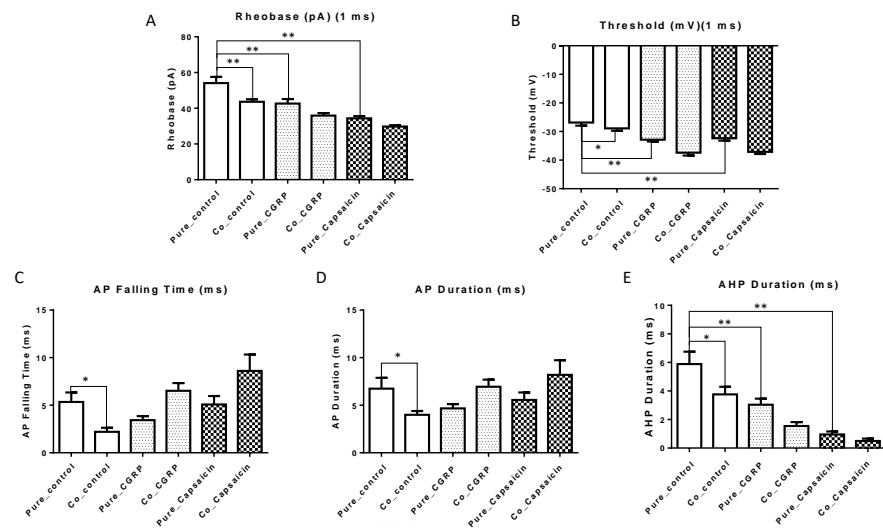 A
Rheobase (pA) (1 ms)
Rheobase (pA)
80
60
40
20
0
**
**
**
Pure_control
Co_control
Pure_CGRP
Co_CGRP
Pure_Capsaicin
Co_Capsaicin
B
Threshold (mV)(1 ms)
Threshold (mV)
0
-10
-20
-30
-40
-50
*
**
**
Pure_control
Co_control
Pure_CGRP
Co_CGRP
Pure_Capsaicin
Co_Capsaicin
C
AP Falling Time (ms)
AP Falling Time (ms)
15
10
5
0
*
Pure_control
Co_control
Pure_CGRP
Co_CGRP
Pure_Capsaicin
Co_Capsaicin
D
AP Duration (ms)
AP Duration (ms)
15
10
5
0
*
Pure_control
Co_control
Pure_CGRP
Co_CGRP
Pure_Capsaicin
Co_Capsaicin
E
AHP Duration (ms)
AHP Duration (ms)
10
8
6
4
2
0
**
**
*
Pure_control
Co_control
Pure_CGRP
Co_CGRP
Pure_Capsaicin
Co_Capsaicin